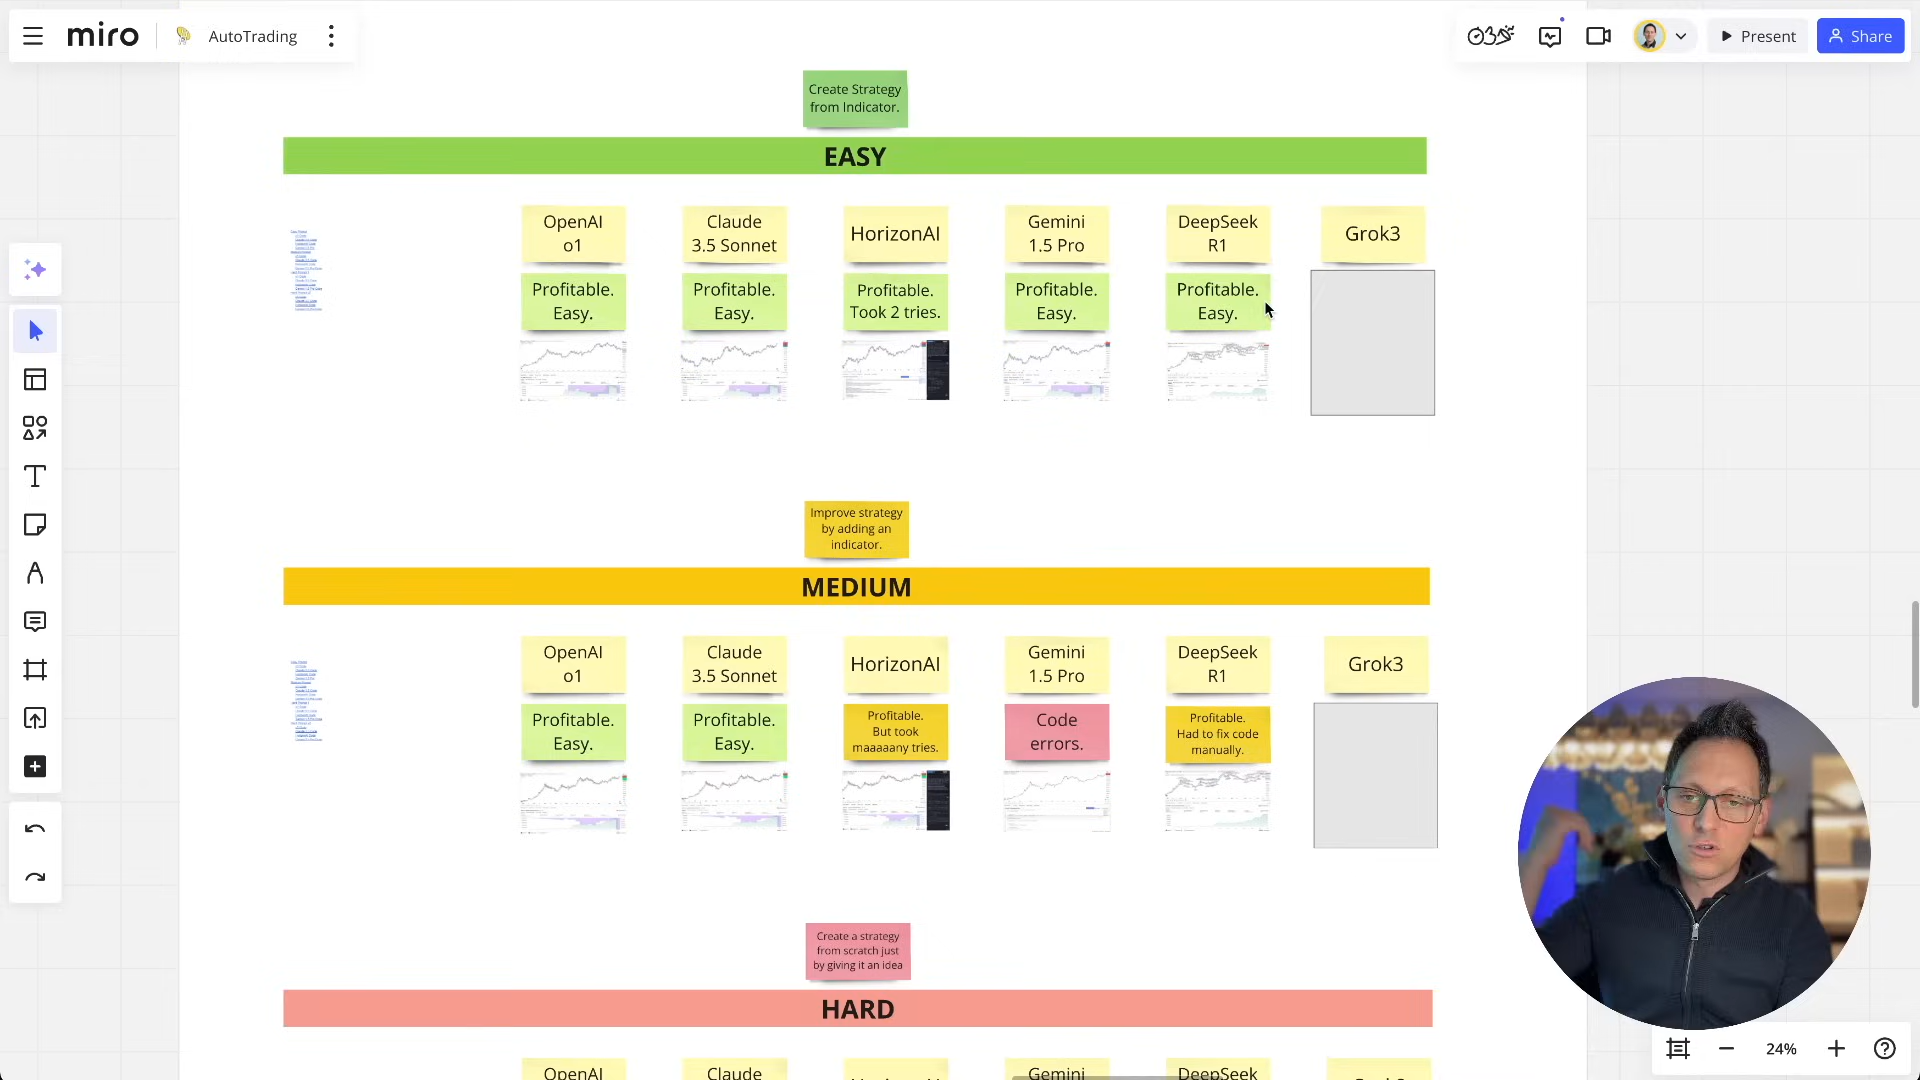 miro
AutoTrading
Present
Share
Create Strategy
from Indicator.
EASY
OpenAI
o1
Claude
3.5 Sonnet
HorizonAI
Gemini
1.5 Pro
DeepSeek
R1
Grok3
Profitable.
Easy.
Profitable.
Easy.
Profitable.
Took 2 tries.
Profitable.
Easy.
Profitable.
Easy.
Improve strategy
by adding an
indicator.
MEDIUM
OpenAI
o1
Claude
3.5 Sonnet
HorizonAI
Gemini
1.5 Pro
DeepSeek
R1
Grok3
Profitable.
Easy.
Profitable.
Easy.
Profitable.
But took
maaaaany tries.
Code
errors.
Profitable.
Had to fix code
manually.
Create a strategy
from scratch just
by giving it an idea
HARD
OpenAI
Claude
Gemini
DeepSeek
24%